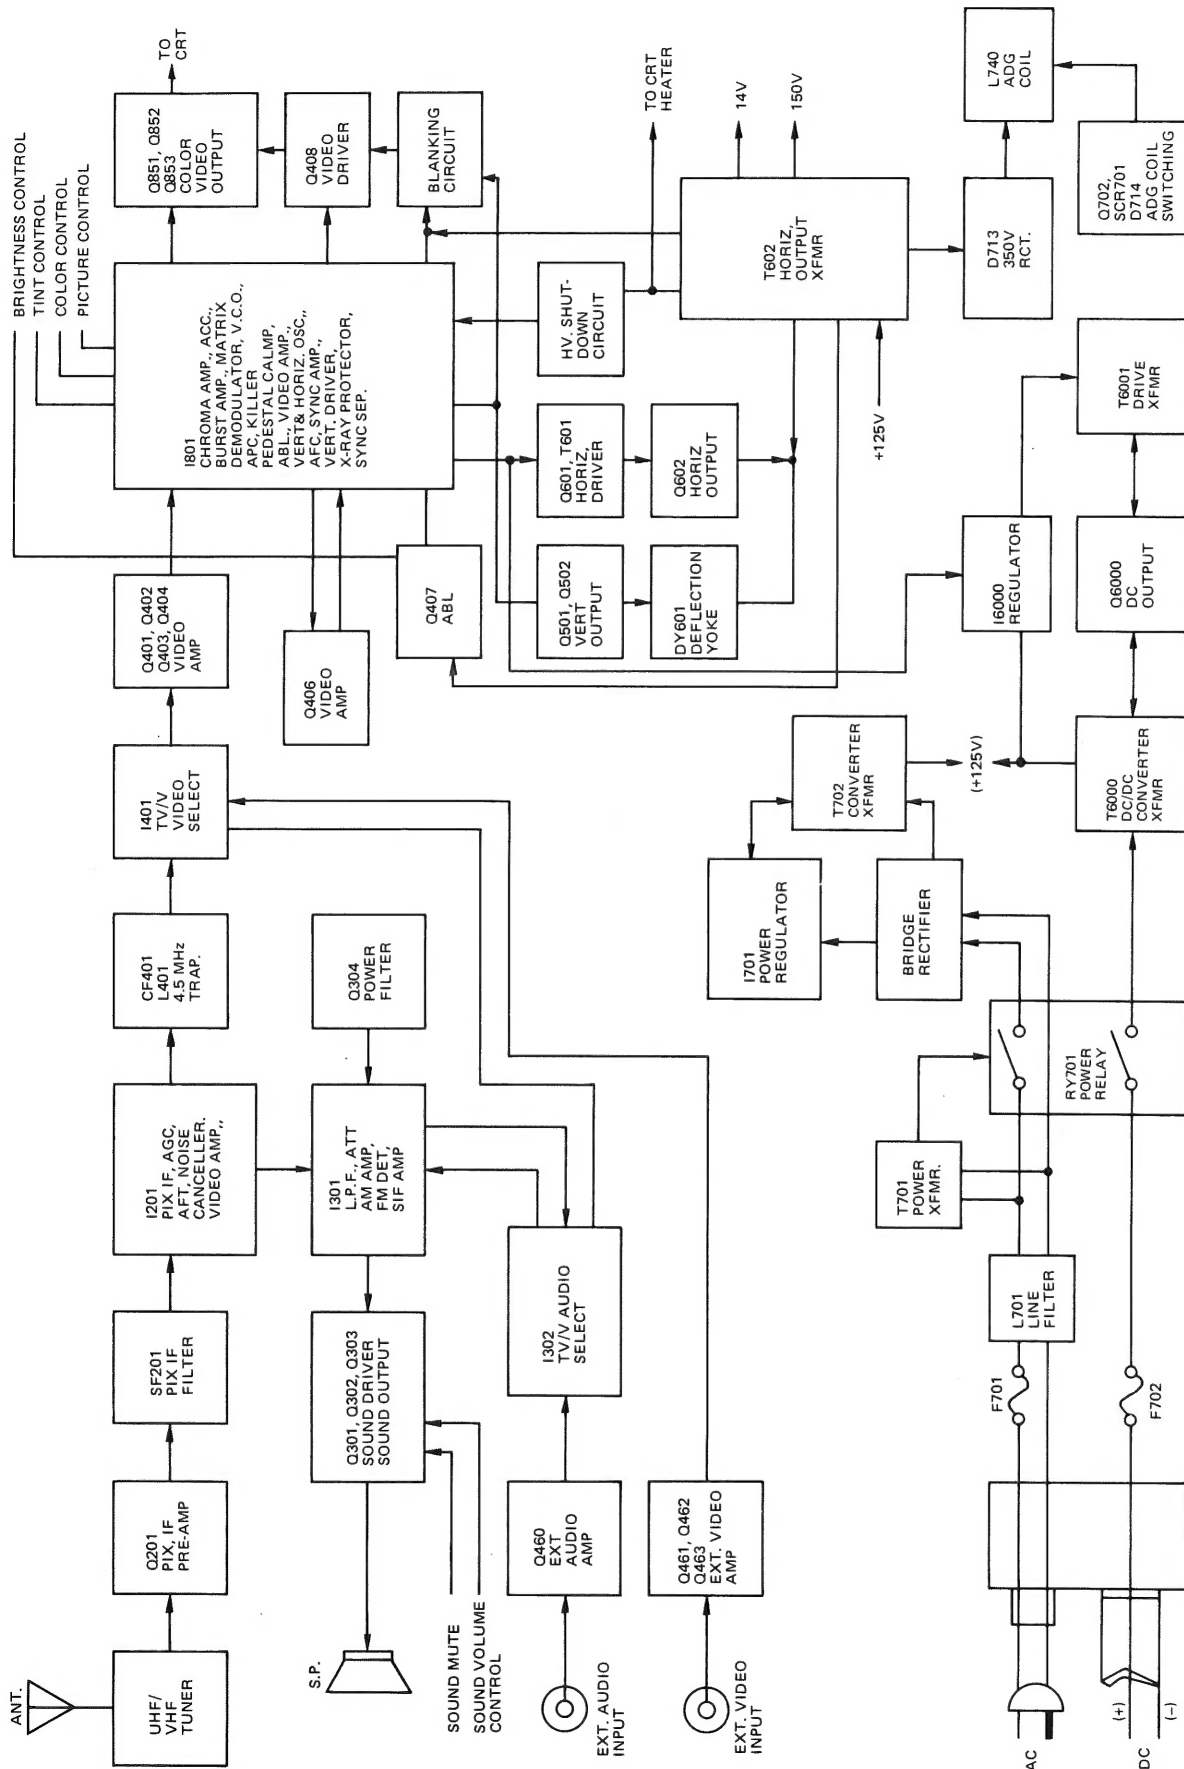 ANT.
UHF/
VHF
TUNER
Q201
PIX, IF
PRE-AMP
SF201
PIX IF
FILTER
I201
PIX IF, AGC,
AFT, NOISE
CANCELLER.
VIDEO AMP,,
CF401
L401
4.5 MHz
TRAP.
I401
TV/V
VIDEO
SELECT
Q401, Q402
Q403, Q404
VIDEO
AMP
I801
CHROMA AMP., ACC.,
BURST AMP., MATRIX
DEMODULATOR, V.C.O.,
APC, KILLER
PEDESTAL CALMP,
ABL., VIDEO AMP.,
VERT& HORIZ. OSC.,
AFC, SYNC AMP.,
VERT. DRIVER,
X-RAY PROTECTOR,
SYNC SEP.
BRIGHTNESS CONTROL
TINT CONTROL
COLOR CONTROL
PICTURE CONTROL
Q851, Q852
Q853
COLOR
VIDEO
OUTPUT
TO
CRT
Q408
VIDEO
DRIVER
BLANKING
CIRCUIT
S.P.
Q301, Q302, Q303
SOUND DRIVER
SOUND OUTPUT
I301
L.P.F., ATT
AM AMP,
FM DET,
SIF AMP
Q304
POWER
FILTER
Q406
VIDEO
AMP
Q407
ABL
SOUND MUTE
SOUND VOLUME
CONTROL
EXT. AUDIO
INPUT
Q460
EXT
AUDIO
AMP
I302
TV/V AUDIO
SELECT
Q501, Q502
VERT
OUTPUT
Q601, T601
HORIZ,
DRIVER
HV. SHUT-
DOWN
CIRCUIT
TO CRT
HEATER
EXT. VIDEO
INPUT
Q461, Q462
Q463
EXT. VIDEO
AMP
DY601
DEFLECTION
YOKE
Q602
HORIZ
OUTPUT
T602
HORIZ,
OUTPUT
XFMR
14V
150V
+125V
I701
POWER
REGULATOR
T702
CONVERTER
XFMR
BRIDGE
RECTIFIER
(+125V)
T701
POWER
XFMR.
RY701
POWER
RELAY
L701
LINE
FILTER
F701
F702
AC
(+)
DC
(-)
I6000
REGULATOR
T6000
DC/DC
CONVERTER
XFMR
Q6000
DC
OUTPUT
T6001
DRIVE
XFMR
D713
350V
RCT.
L740
ADG
COIL
Q702,
SCR701
D714
ADG COIL
SWITCHING